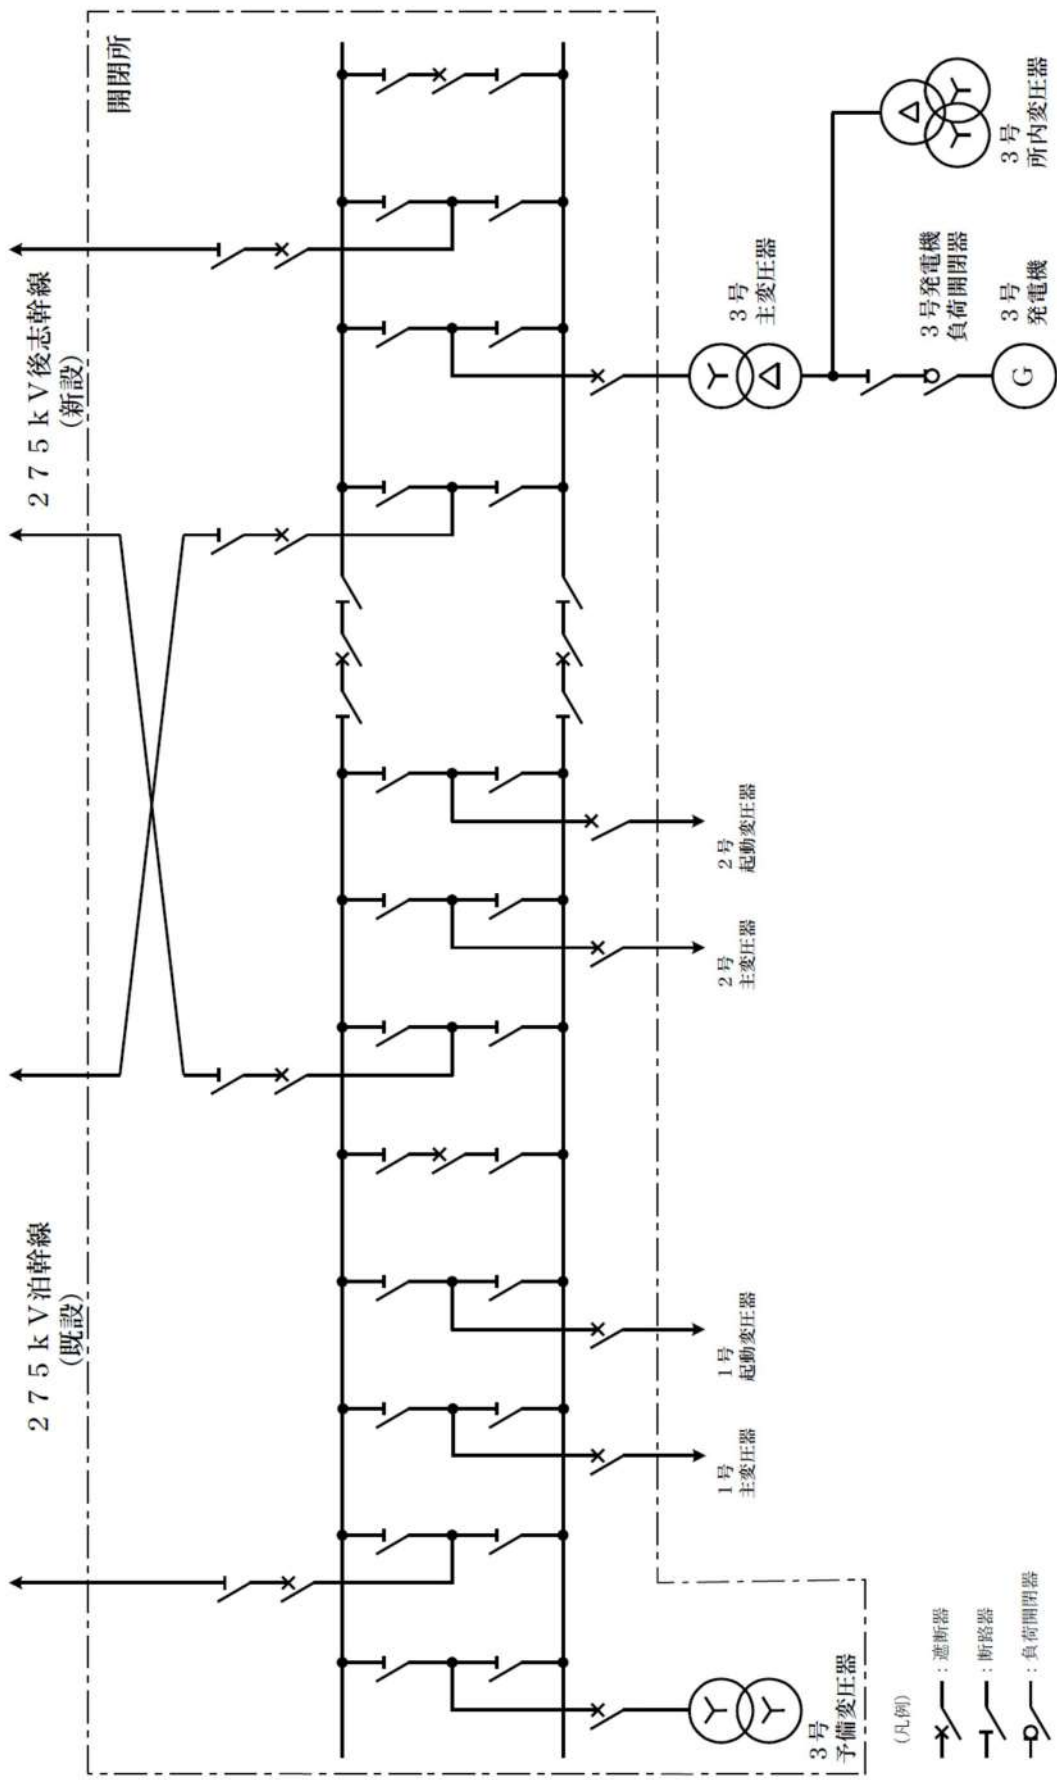 開閉所
275kV後志幹線
(新設)
275kV泊幹線
(既設)
3号
所内変圧器
3号
主変圧器
3号発電機
負荷開閉器
3号
発電機
G
2号
起動変圧器
2号
主変圧器
1号
起動変圧器
1号
主変圧器
3号
予備変圧器
(凡例)
:遮断器
:断路器
:負荷開閉器